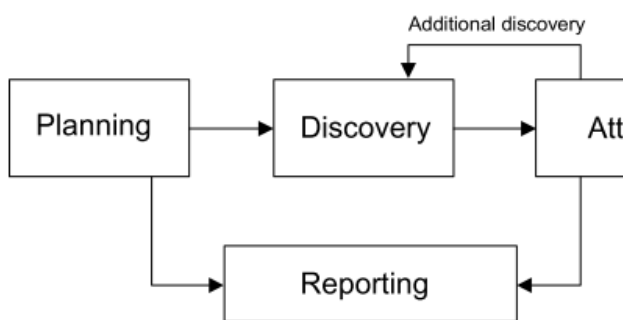 Additional discovery
Planning
Discovery
Att
Reporting